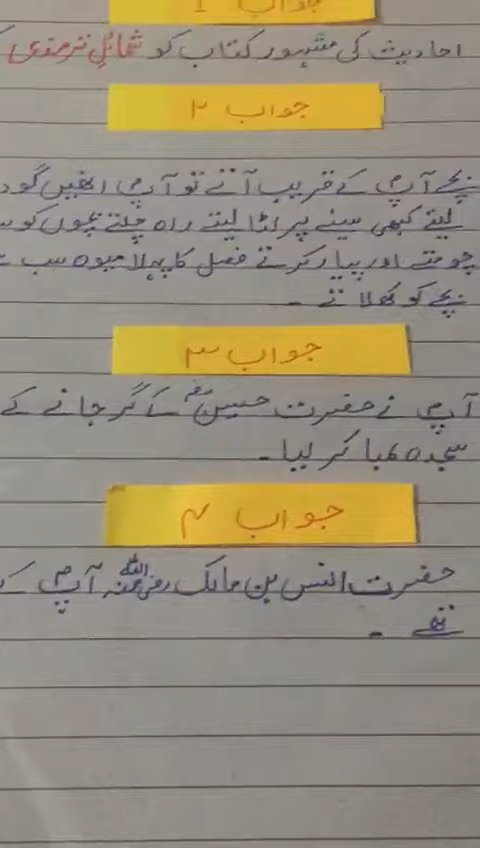 جواب 1
احادیث کی مشہور کتاب کو شمائلِ ترمذی
جواب ۲
بچے آپؐ کے قریب آتے تو آپؐ انھیں گود
لیتے کبھی سینے پر لٹا لیتے راہ چلتے بچوں کو
چومتے اور پیار کرتے فصل کا پہلا میوہ سب
بچے کو کھلاتے ۔
جواب ۳
آپؐ نے حضرت حسینؓ کے گر جانے کے
سجدہ لمبا کر لیا۔
جواب ۴
حضرت انس بن مالک رضی اللہ عنہ آپؐ کے
تھے ۔